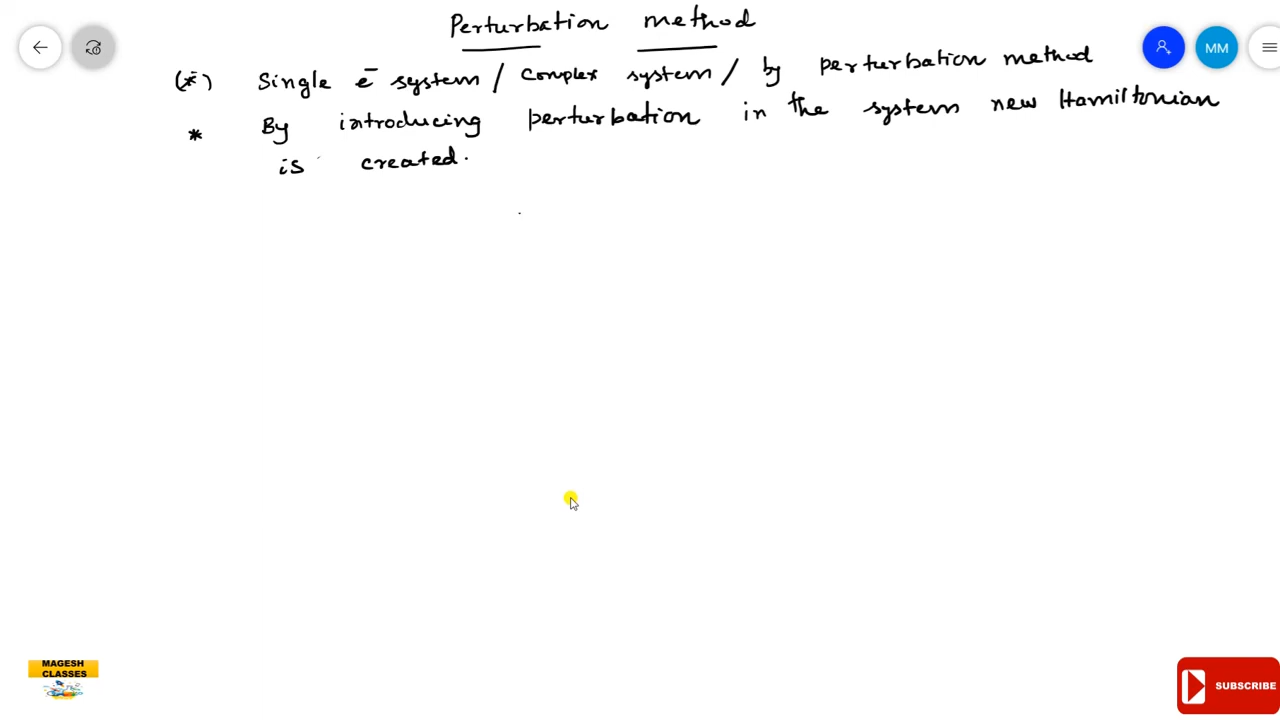 Perturbation method
(*) Single e⁻ system / complex system / by perturbation method
* By introducing perturbation in the system new Hamiltonian
is created.
MM
MAGESH
CLASSES
SUBSCRIBE